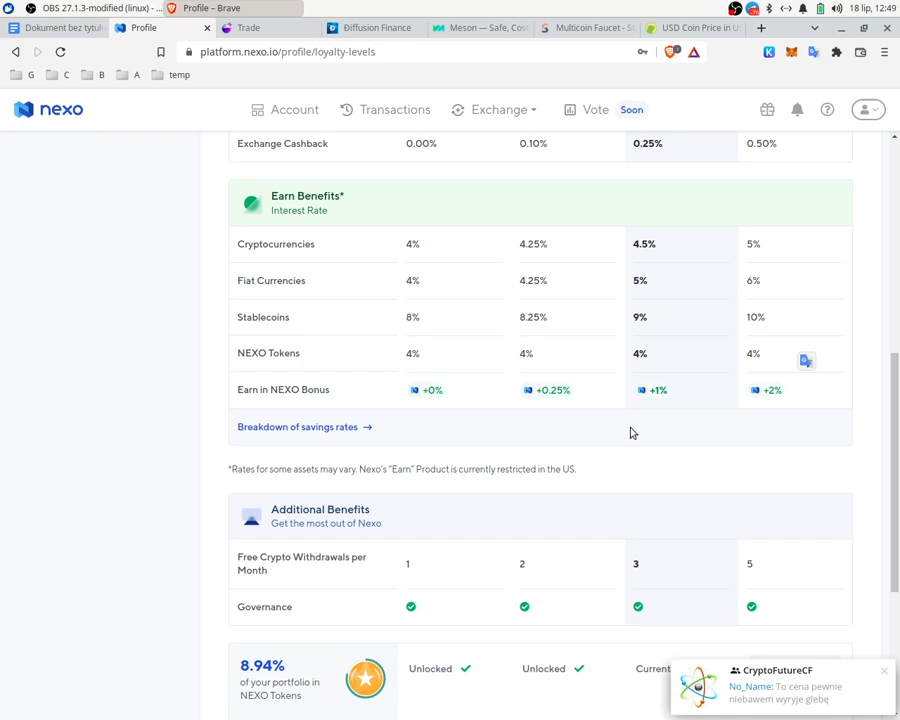 OBS 27.1.3-modified (linux) - ...
Profile - Brave
18 lip, 12:49
Dokument bez tytułu
Profile
Trade
Diffusion Finance
Meson — Safe, Cost
Multicoin Faucet - St
USD Coin Price in U
platform.nexo.io/profile/loyalty-levels
G
C
B
A
temp
nexo
Account
Transactions
Exchange
Vote
Soon
Exchange Cashback 0.00% 0.10% 0.25% 0.50%
Earn Benefits*
Interest Rate
Cryptocurrencies 4% 4.25% 4.5% 5%
Fiat Currencies 4% 4.25% 5% 6%
Stablecoins 8% 8.25% 9% 10%
NEXO Tokens 4% 4% 4% 4%
Earn in NEXO Bonus +0% +0.25% +1% +2%
Breakdown of savings rates →
*Rates for some assets may vary. Nexo's "Earn" Product is currently restricted in the US.
Additional Benefits
Get the most out of Nexo
Free Crypto Withdrawals per
Month
1 2 3 5
Governance
8.94%
of your portfolio in
NEXO Tokens
Unlocked
Unlocked
Current
CryptoFutureCF
No_Name: To cena pewnie
niebawem wyryje glebę